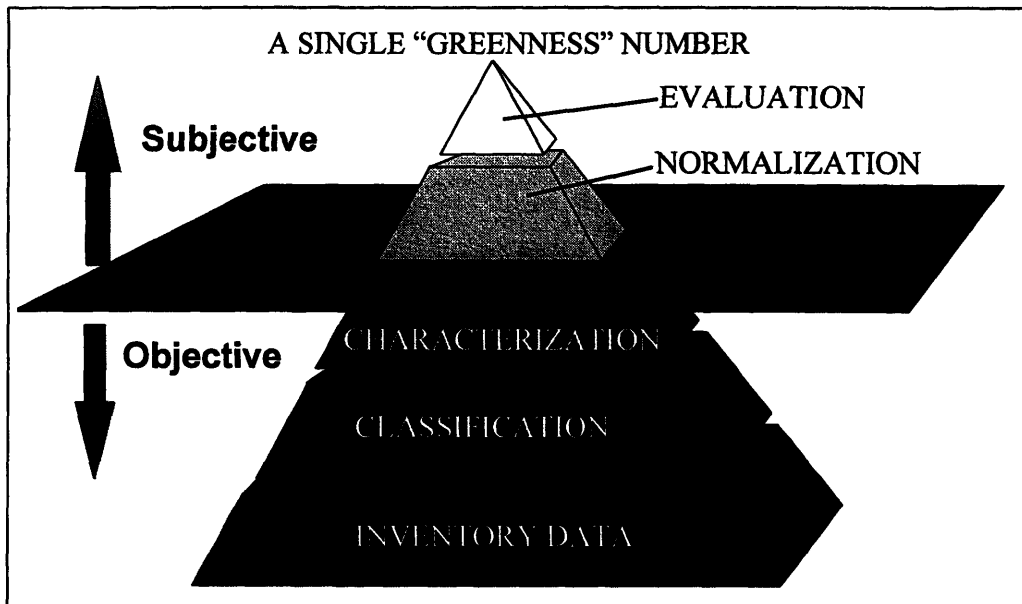 A SINGLE “GREENNESS” NUMBER
EVALUATION
Subjective
NORMALIZATION
CHARACTERIZATION
Objective
CLASSIFICATION
INVENTORY DATA